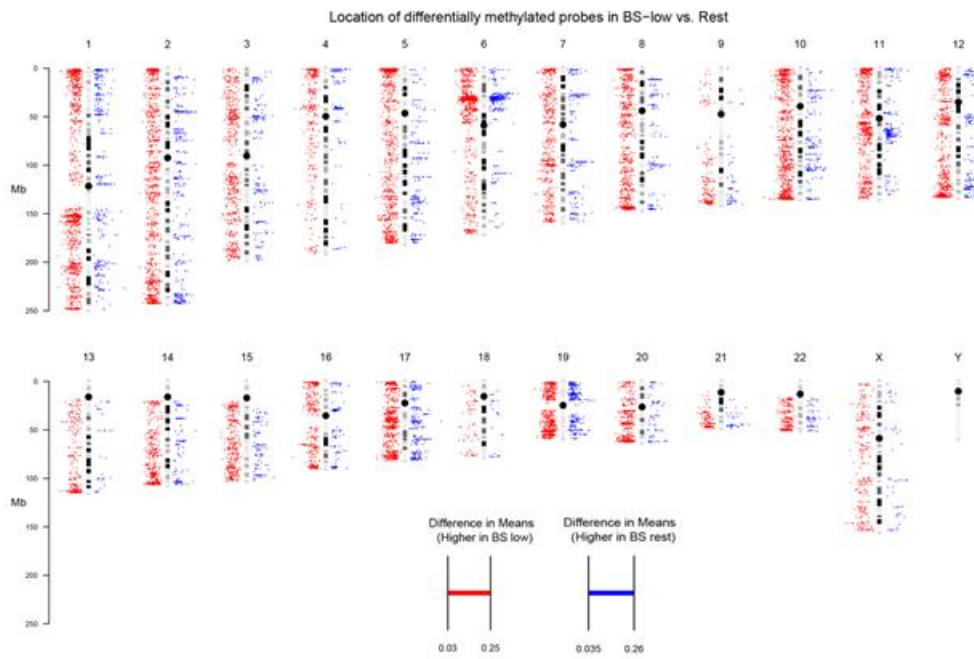 Location of differentially methylated probes in BS−low vs. Rest
1 2 3 4 5 6 7 8 9 10 11 12
0
50
100
Mb
150
200
250
13 14 15 16 17 18 19 20 21 22 X Y
0
50
100
Mb
150
200
250
Difference in Means
(Higher in BS low)
0.03 0.25
Difference in Means
(Higher in BS rest)
0.035 0.26